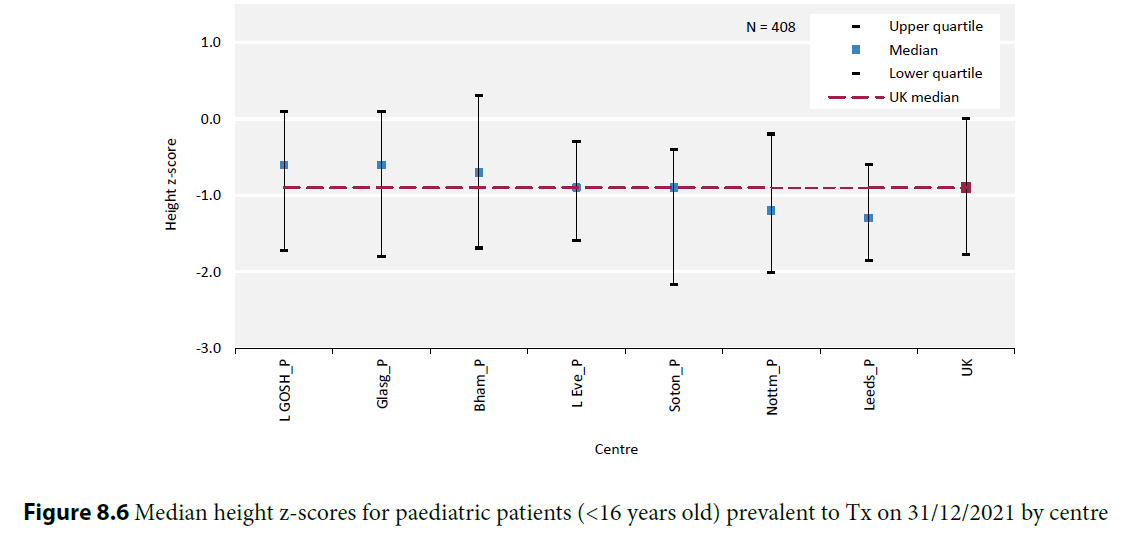 N = 408
Upper quartile
Median
Lower quartile
UK median
1.0
0.0
-1.0
-2.0
-3.0
Height z-score
L GOSH_P
Glasg_P
Bham_P
L Eve_P
Soton_P
Nottm_P
Leeds_P
UK
Centre
Figure 8.6 Median height z-scores for paediatric patients (<16 years old) prevalent to Tx on 31/12/2021 by centre